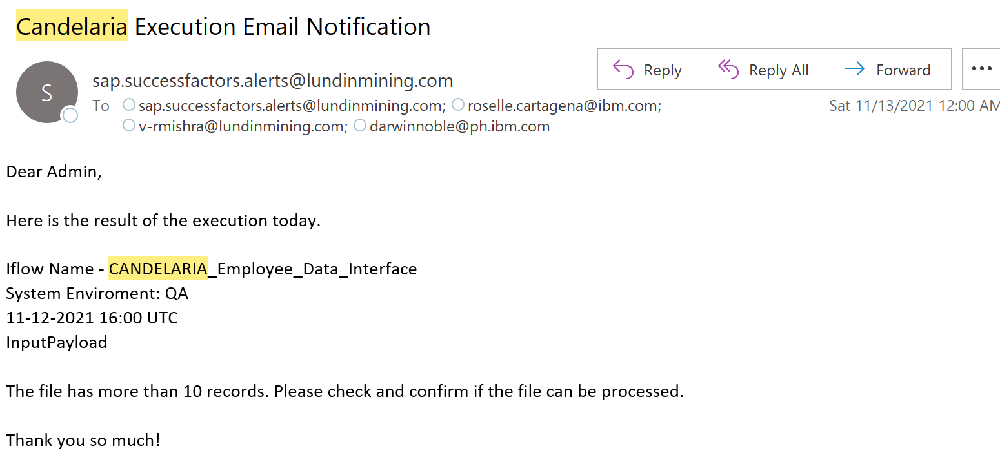 Candelaria Execution Email Notification
S
sap.successfactors.alerts@lundinmining.com
Reply
Reply All
Forward
To sap.successfactors.alerts@lundinmining.com; roselle.cartagena@ibm.com;
Sat 11/13/2021 12:00 AM
v-rmishra@lundinmining.com; darwinnoble@ph.ibm.com
Dear Admin,
Here is the result of the execution today.
Iflow Name - CANDELARIA_Employee_Data_Interface
System Enviroment: QA
11-12-2021 16:00 UTC
InputPayload
The file has more than 10 records. Please check and confirm if the file can be processed.
Thank you so much!